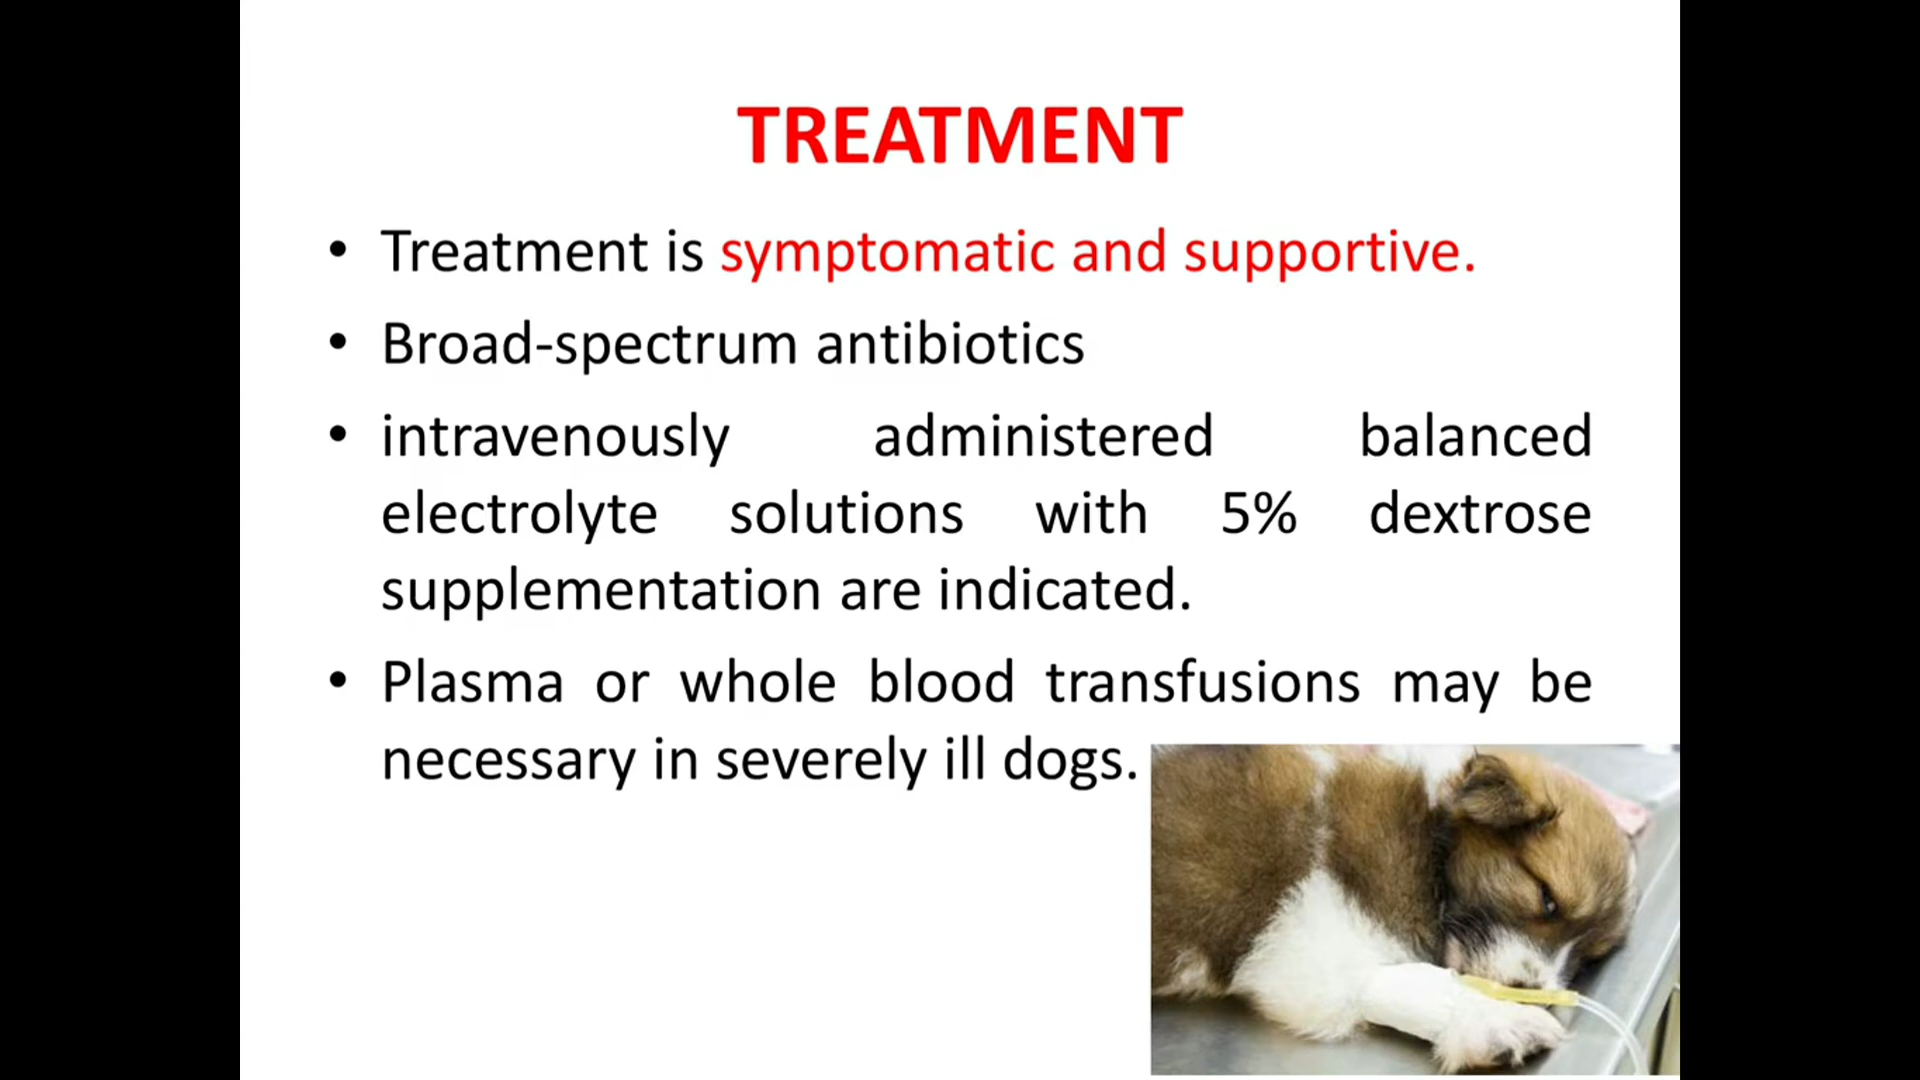 TREATMENT
• Treatment is symptomatic and supportive.
• Broad-spectrum antibiotics
• intravenously administered balanced
electrolyte solutions with 5% dextrose
supplementation are indicated.
• Plasma or whole blood transfusions may be
necessary in severely ill dogs.